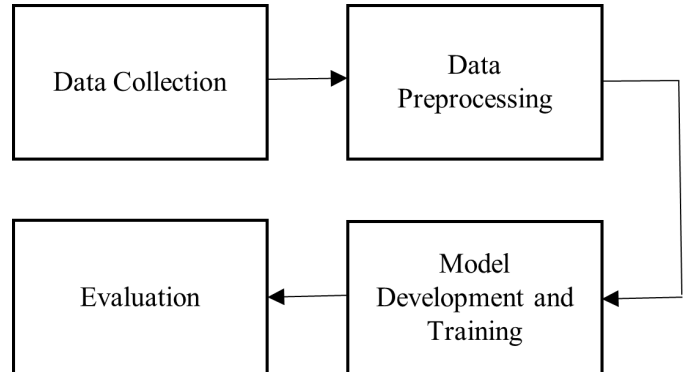 Data Collection
Data
Preprocessing
Model
Development and
Training
Evaluation